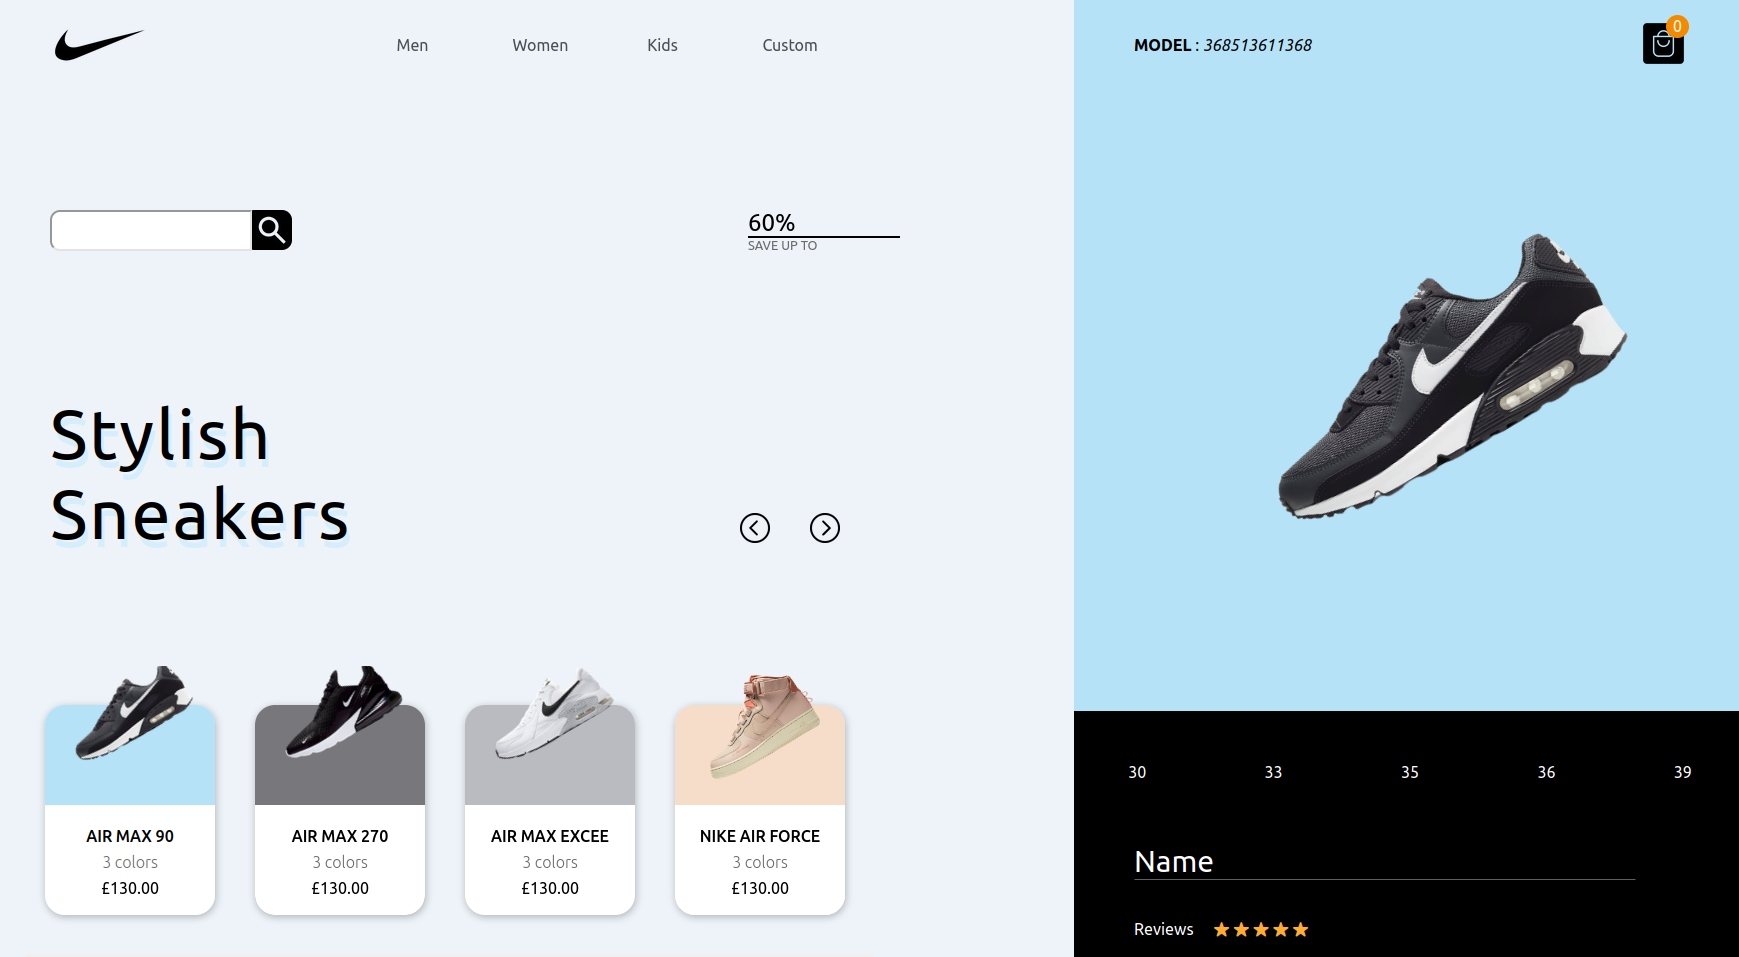 Men Women Kids Custom
MODEL : 368513611368
0
60%
SAVE UP TO
Stylish
Sneakers
AIR MAX 90
3 colors
£130.00
AIR MAX 270
3 colors
£130.00
AIR MAX EXCEE
3 colors
£130.00
NIKE AIR FORCE
3 colors
£130.00
30 33 35 36 39
Name
Reviews